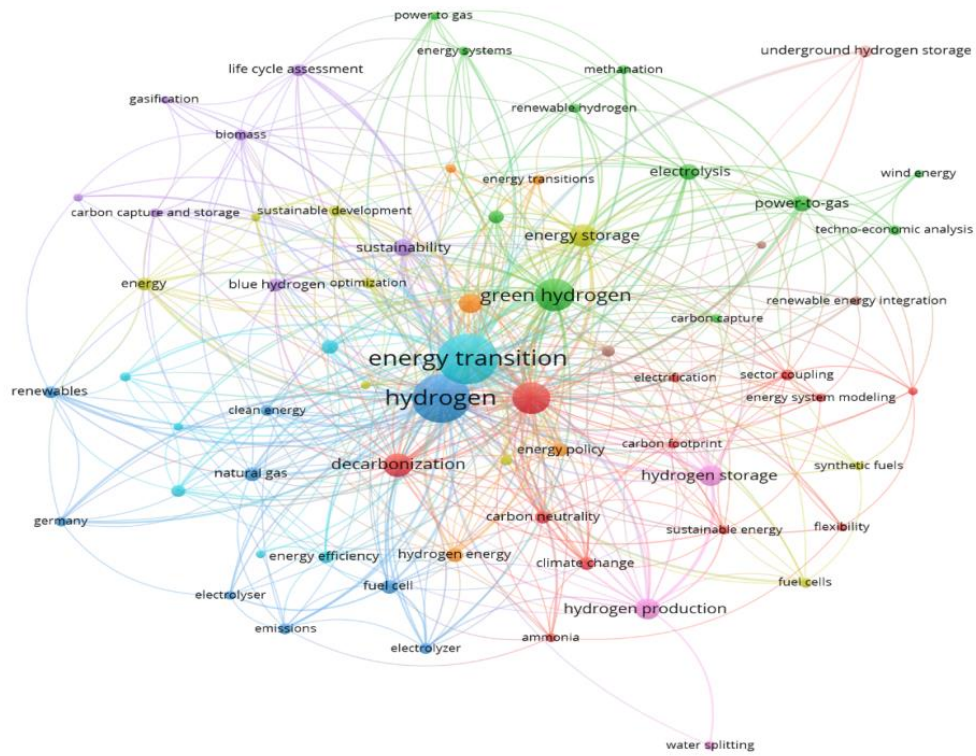 power to gas
energy systems
underground hydrogen storage
life cycle assessment
methanation
gasification
renewable hydrogen
biomass
electrolysis
wind energy
energy transitions
power-to-gas
carbon capture and storage
sustainable development
techno-economic analysis
energy storage
sustainability
energy
blue hydrogen
optimization
green hydrogen
renewable energy integration
carbon capture
energy transition
electrification
sector coupling
renewables
hydrogen
energy system modeling
clean energy
carbon footprint
energy policy
decarbonization
synthetic fuels
natural gas
hydrogen storage
germany
carbon neutrality
sustainable energy
flexibility
energy efficiency
hydrogen energy
climate change
fuel cell
fuel cells
electrolyser
hydrogen production
emissions
ammonia
electrolyzer
water splitting